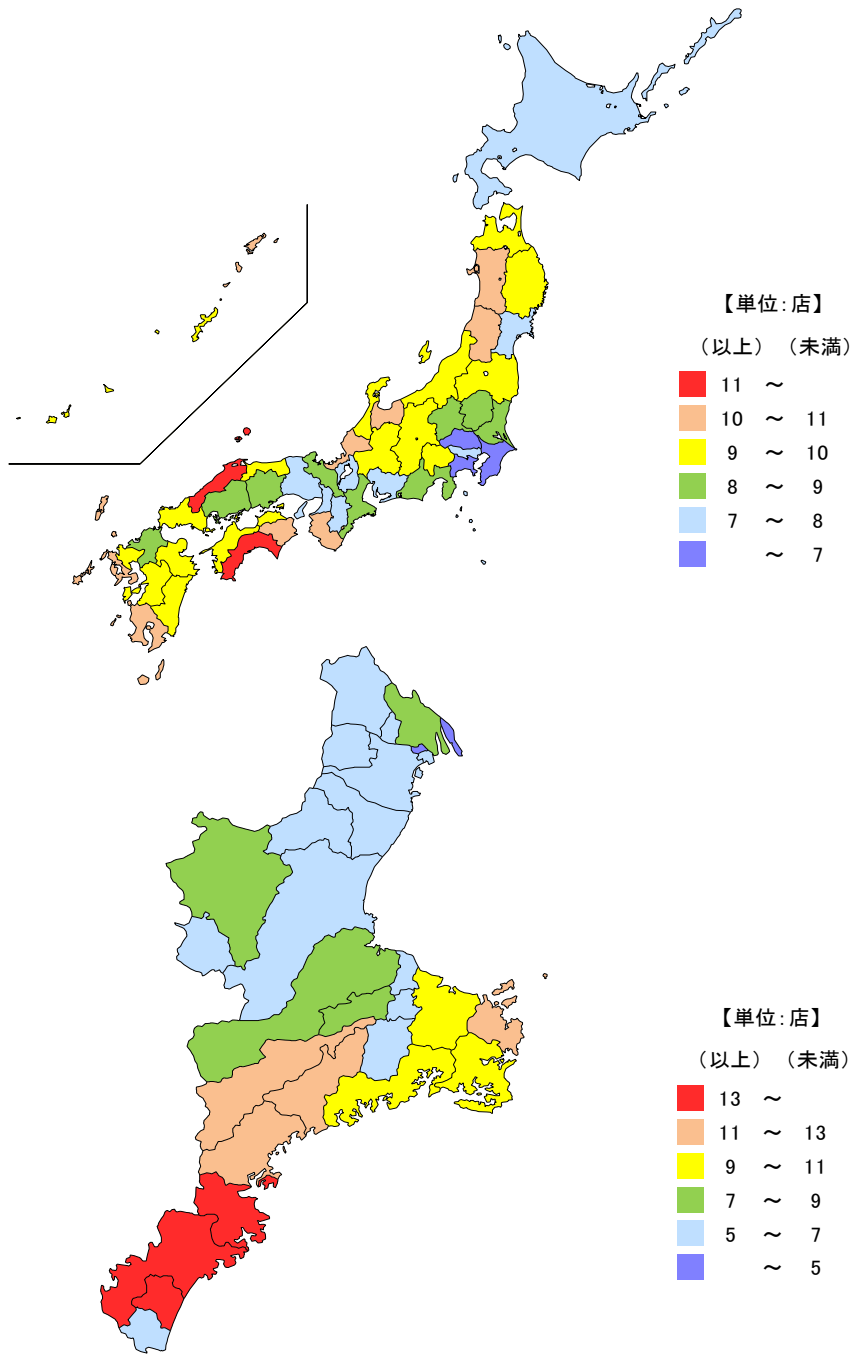 【単位:店】
（以上）（未満）
11 ～
10 ～ 11
9 ～ 10
8 ～ 9
7 ～ 8
～ 7
【単位:店】
（以上）（未満）
13 ～
11 ～ 13
9 ～ 11
7 ～ 9
5 ～ 7
～ 5